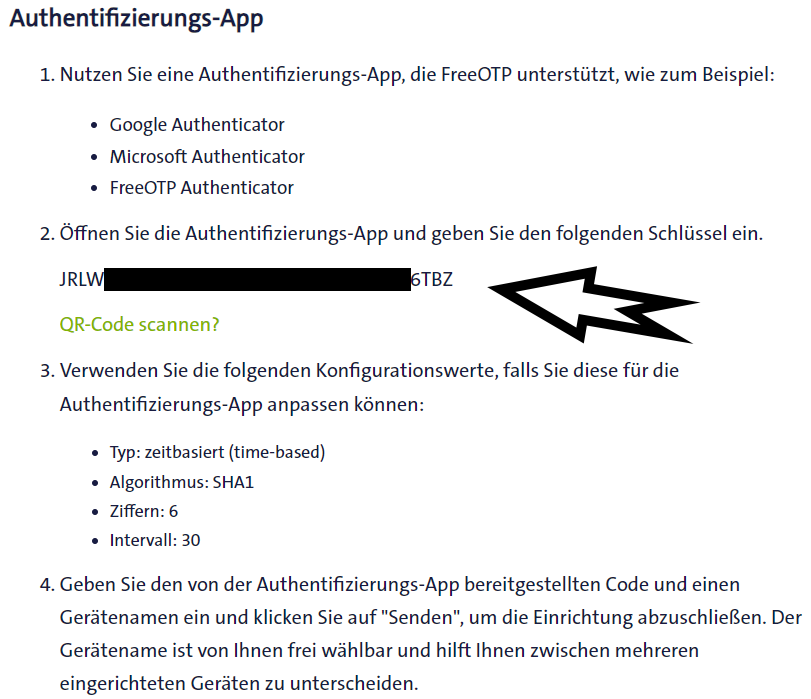 Authentifizierungs-App
1. Nutzen Sie eine Authentifizierungs-App, die FreeOTP unterstützt, wie zum Beispiel:
• Google Authenticator
• Microsoft Authenticator
• FreeOTP Authenticator
2. Öffnen Sie die Authentifizierungs-App und geben Sie den folgenden Schlüssel ein.
JRLW 6TBZ
QR-Code scannen?
3. Verwenden Sie die folgenden Konfigurationswerte, falls Sie diese für die
Authentifizierungs-App anpassen können:
• Typ: zeitbasiert (time-based)
• Algorithmus: SHA1
• Ziffern: 6
• Intervall: 30
4. Geben Sie den von der Authentifizierungs-App bereitgestellten Code und einen
Gerätenamen ein und klicken Sie auf "Senden", um die Einrichtung abzuschließen. Der
Gerätename ist von Ihnen frei wählbar und hilft Ihnen zwischen mehreren
eingerichteten Geräten zu unterscheiden.